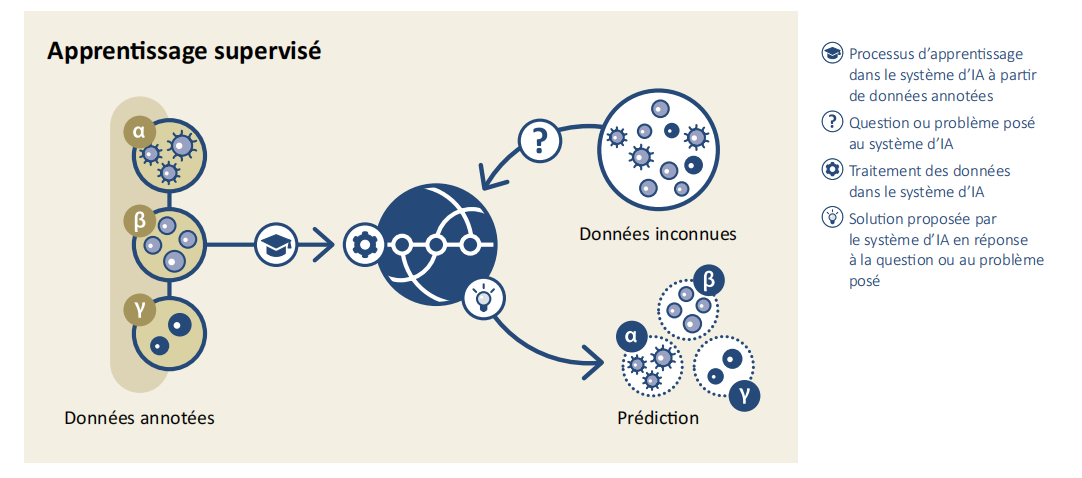 Apprentissage supervisé
α
β
γ
Données annotées
?
Données inconnues
β
α
γ
Prédiction
Processus d’apprentissage
dans le système d’IA à partir
de données annotées
? Question ou problème posé
au système d’IA
Traitement des données
dans le système d’IA
Solution proposée par
le système d’IA en réponse
à la question ou au problème
posé